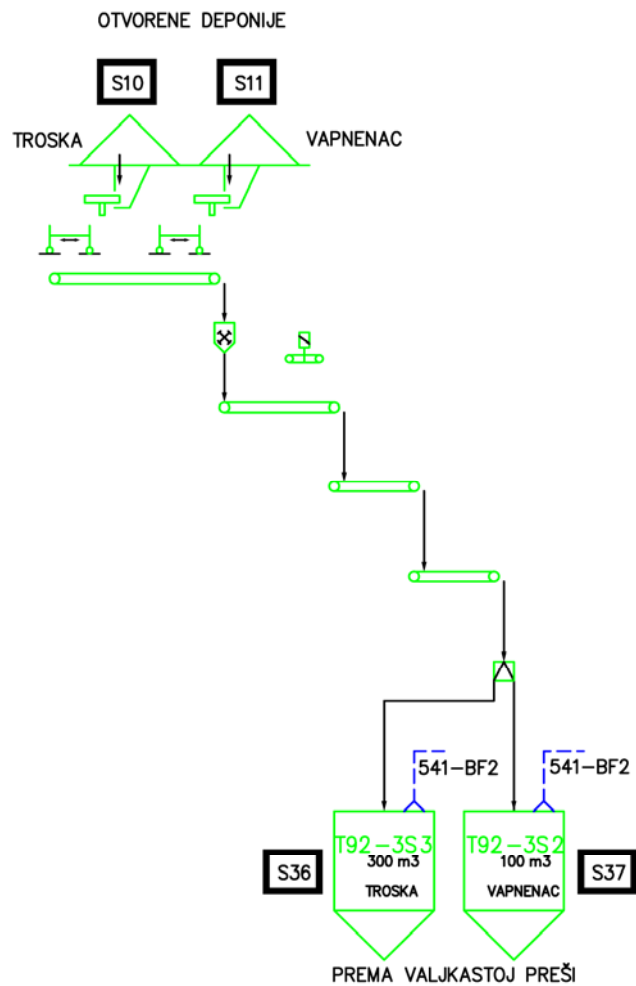 OTVORENE DEPONIJE
S10
S11
TROSKA
VAPNENAC
541-BF2
541-BF2
T92-3S3
300 m3
TROSKA
T92-3S2
100 m3
VAPNENAC
S36
S37
PREMA VALJKASTOJ PREŠI